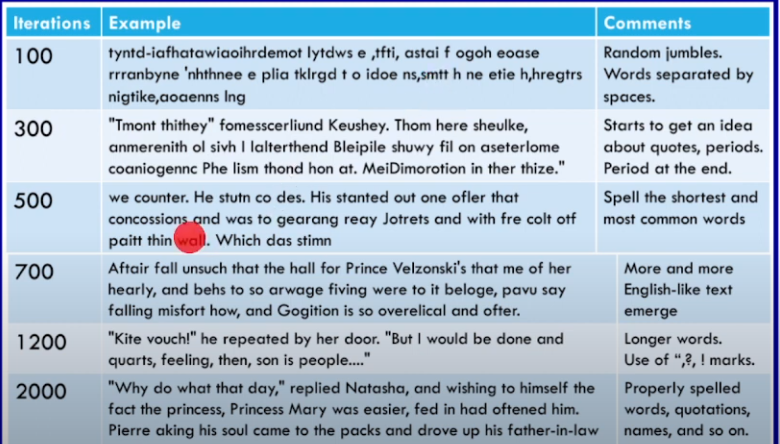 Iterations Example Comments
100 tyntd-iafhatawiaoihrdemot lytdws e ,tfti, astai f ogoh eoase Random jumbles.
rrranbyne 'nhthnee e plia tklrgd t o idoe ns,smtt h ne etie h,hregtrs Words separated by
nigtike,aoaenns lng spaces.
300 "Tmont thithey" fomesscerliund Keushey. Thom here sheulke, Starts to get an idea
anmerenith ol sivh I lalterthend Bleipile shuwy fil on aseterlome about quotes, periods.
coaniogennc Phe lism thond hon at. MeiDimorotion in ther thize." Period at the end.
500 we counter. He stutn co des. His stanted out one ofler that Spell the shortest and
concossions and was to gearang reay Jotrets and with fre colt otf most common words
paitt thin wall. Which das stimn
700 Aftair fall unsuch that the hall for Prince Velzonski's that me of her More and more
hearly, and behs to so arwage fiving were to it beloge, pavu say English-like text
falling misfort how, and Gogition is so overelical and ofter. emerge
1200 "Kite vouch!" he repeated by her door. "But I would be done and Longer words.
quarts, feeling, then, son is people...." Use of ",?, ! marks.
2000 "Why do what that day," replied Natasha, and wishing to himself the Properly spelled
fact the princess, Princess Mary was easier, fed in had oftened him. words, quotations,
Pierre aking his soul came to the packs and drove up his father-in-law names, and so on.